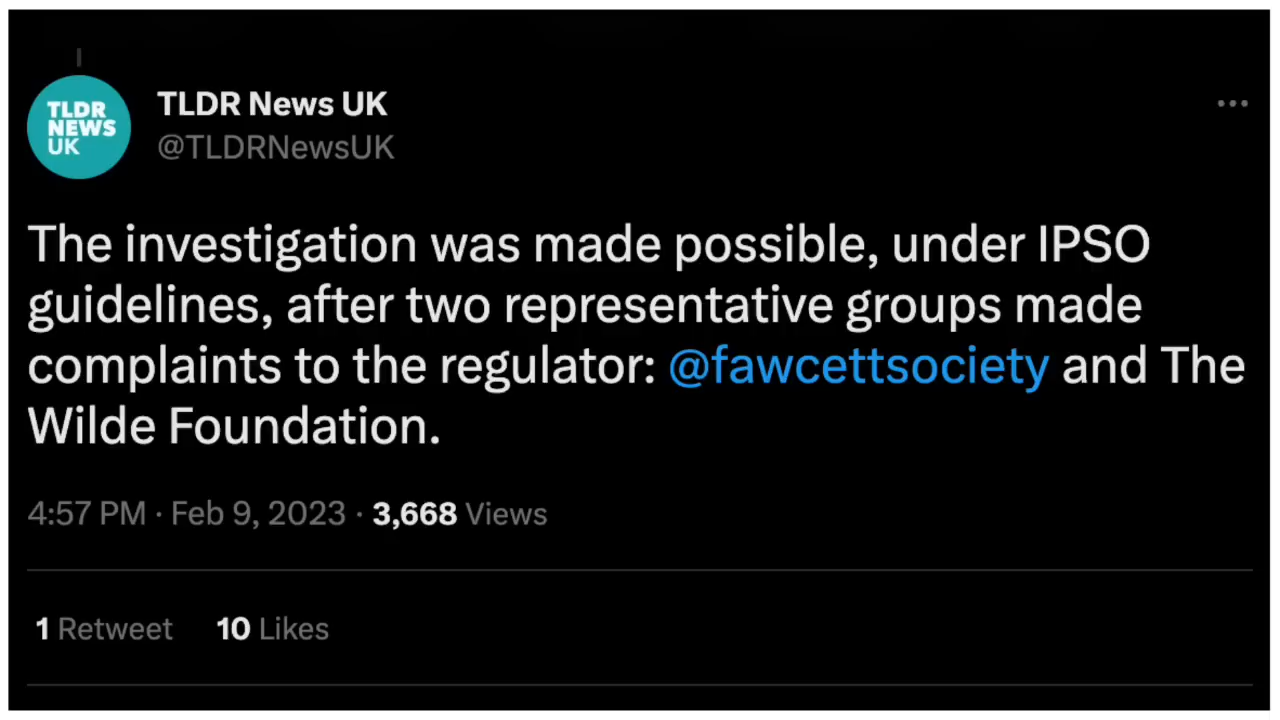 TLDR
NEWS
UK
TLDR News UK
@TLDRNewsUK
The investigation was made possible, under IPSO
guidelines, after two representative groups made
complaints to the regulator: @fawcettsociety and The
Wilde Foundation.
4:57 PM · Feb 9, 2023 · 3,668 Views
1 Retweet 10 Likes